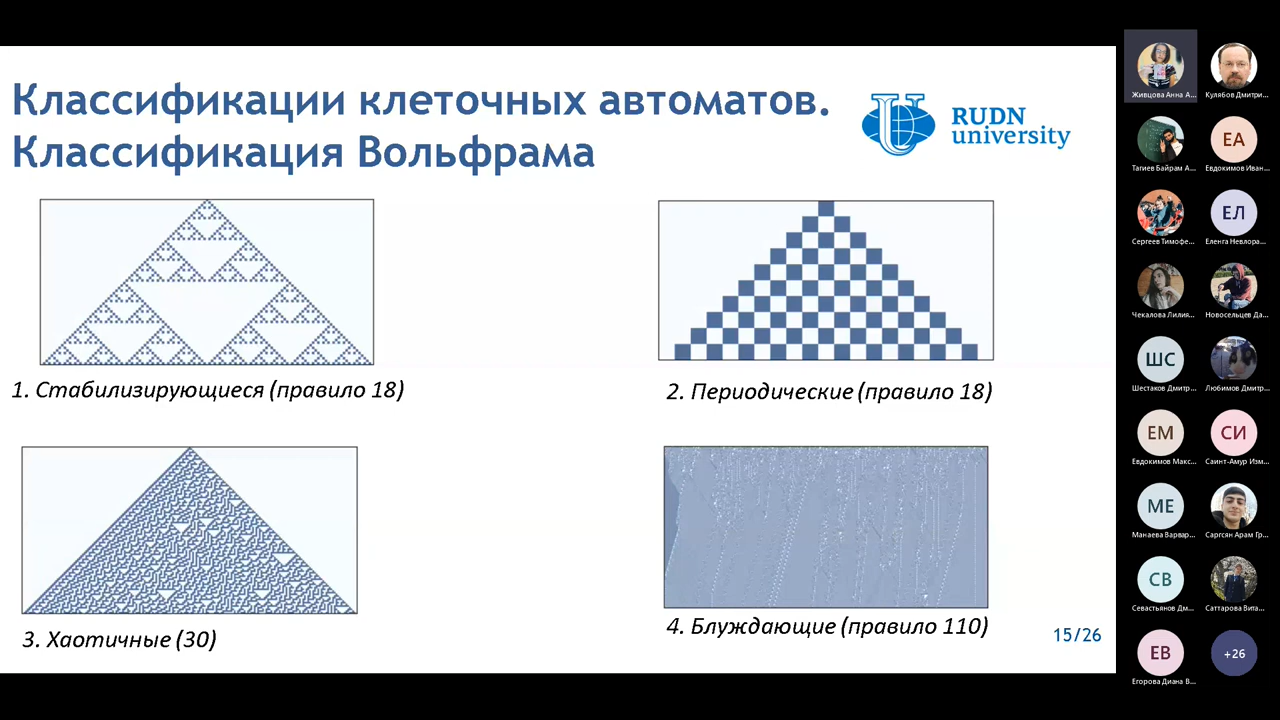 Классификации клеточных автоматов.
Классификация Вольфрама
RUDN
university
1. Стабилизирующиеся (правило 18)
2. Периодические (правило 18)
3. Хаотичные (30)
4. Блуждающие (правило 110)
15/26
Живцова Анна А...
Кулябов Дмитри...
Тагиев Байрам А...
ЕА
Евдокимов Иван...
Сергеев Тимофе...
ЕЛ
Еленга Невлора...
Чекалова Лилия...
Новосельцев Да...
ШС
Шестаков Дмитр...
Любимов Дмитр...
ЕМ
Евдокимов Макс...
СИ
Саинт-Амур Изм...
МЕ
Манаева Варвар...
Саргсян Арам Гр...
СВ
Севастьянов Дм...
Саттарова Вита...
ЕВ
Егорова Диана В...
+26